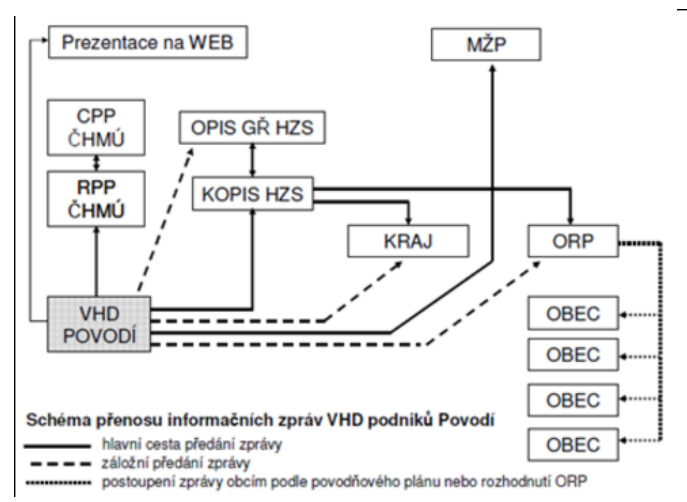 Prezentace na WEB
MŽP
CPP
ČHMÚ
OPIS GŘ HZS
RPP
ČHMÚ
KOPIS HZS
KRAJ
ORP
VHD
POVODÍ
OBEC
OBEC
OBEC
OBEC
Schéma přenosu informačních zpráv VHD podniků Povodí
hlavní cesta předání zprávy
záložní předání zprávy
postoupení zprávy obcím podle povodňového plánu nebo rozhodnutí ORP